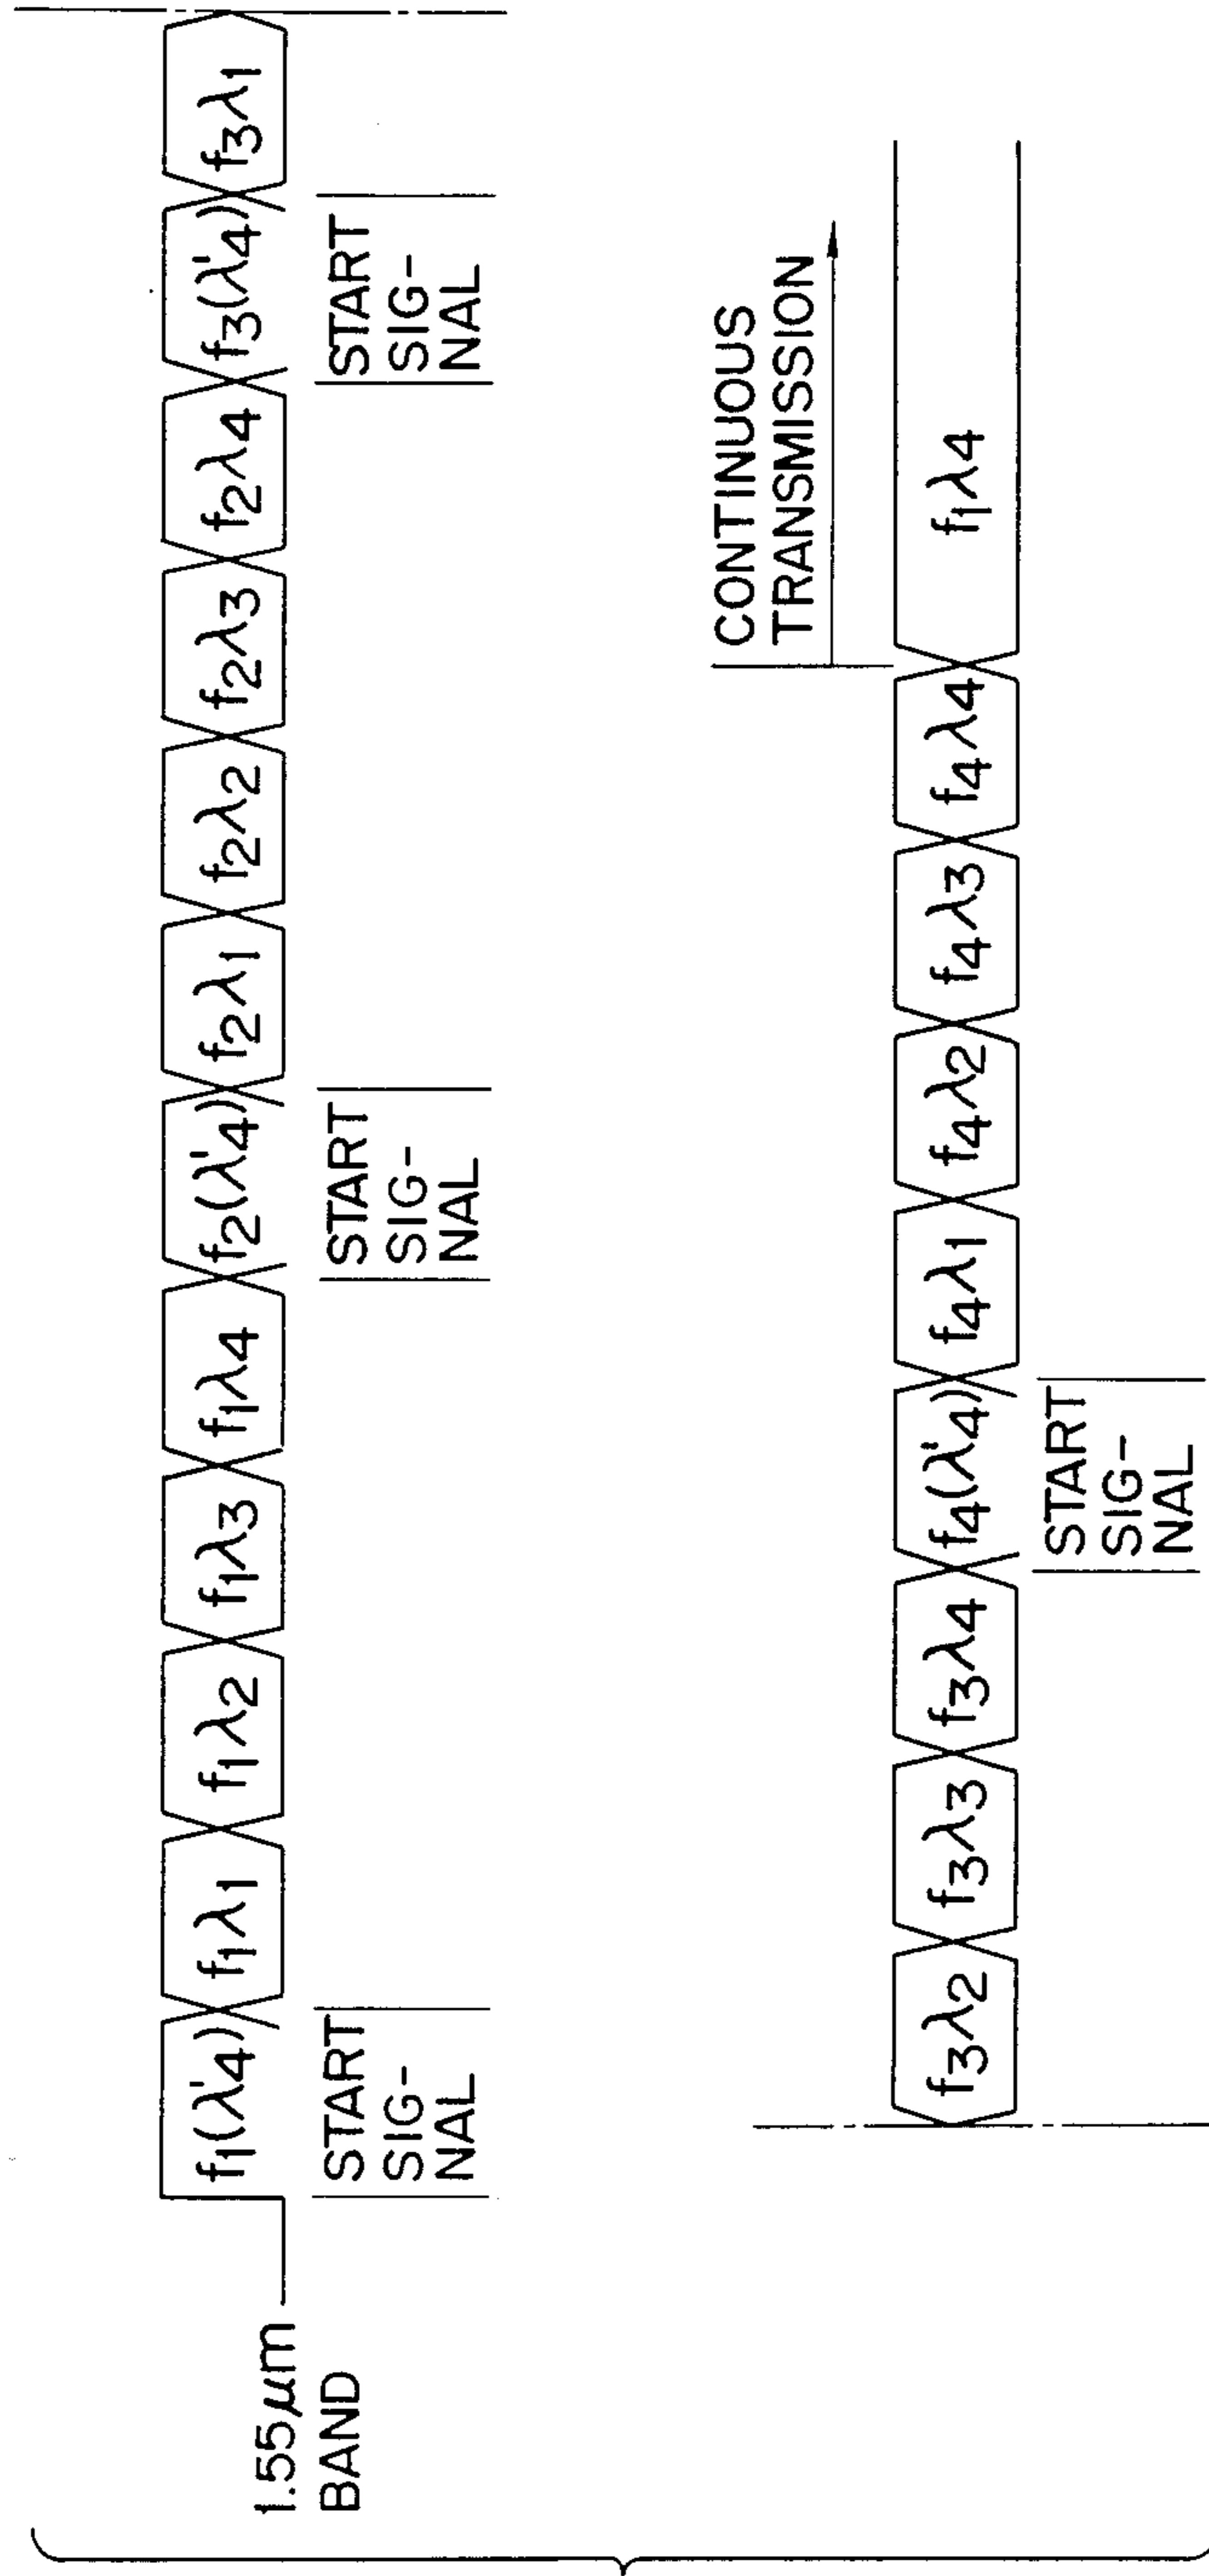 1.55μm
BAND
f1(λ'4)
f1λ1
f1λ2
f1λ3
f1λ4
f2(λ'4)
f2λ1
f2λ2
f2λ3
f2λ4
f3(λ'4)
f3λ1
START
SIG-
NAL
START
SIG-
NAL
START
SIG-
NAL
CONTINUOUS
TRANSMISSION
f3λ2
f3λ3
f3λ4
f4(λ'4)
f4λ1
f4λ2
f4λ3
f4λ4
f1λ4
START
SIG-
NAL